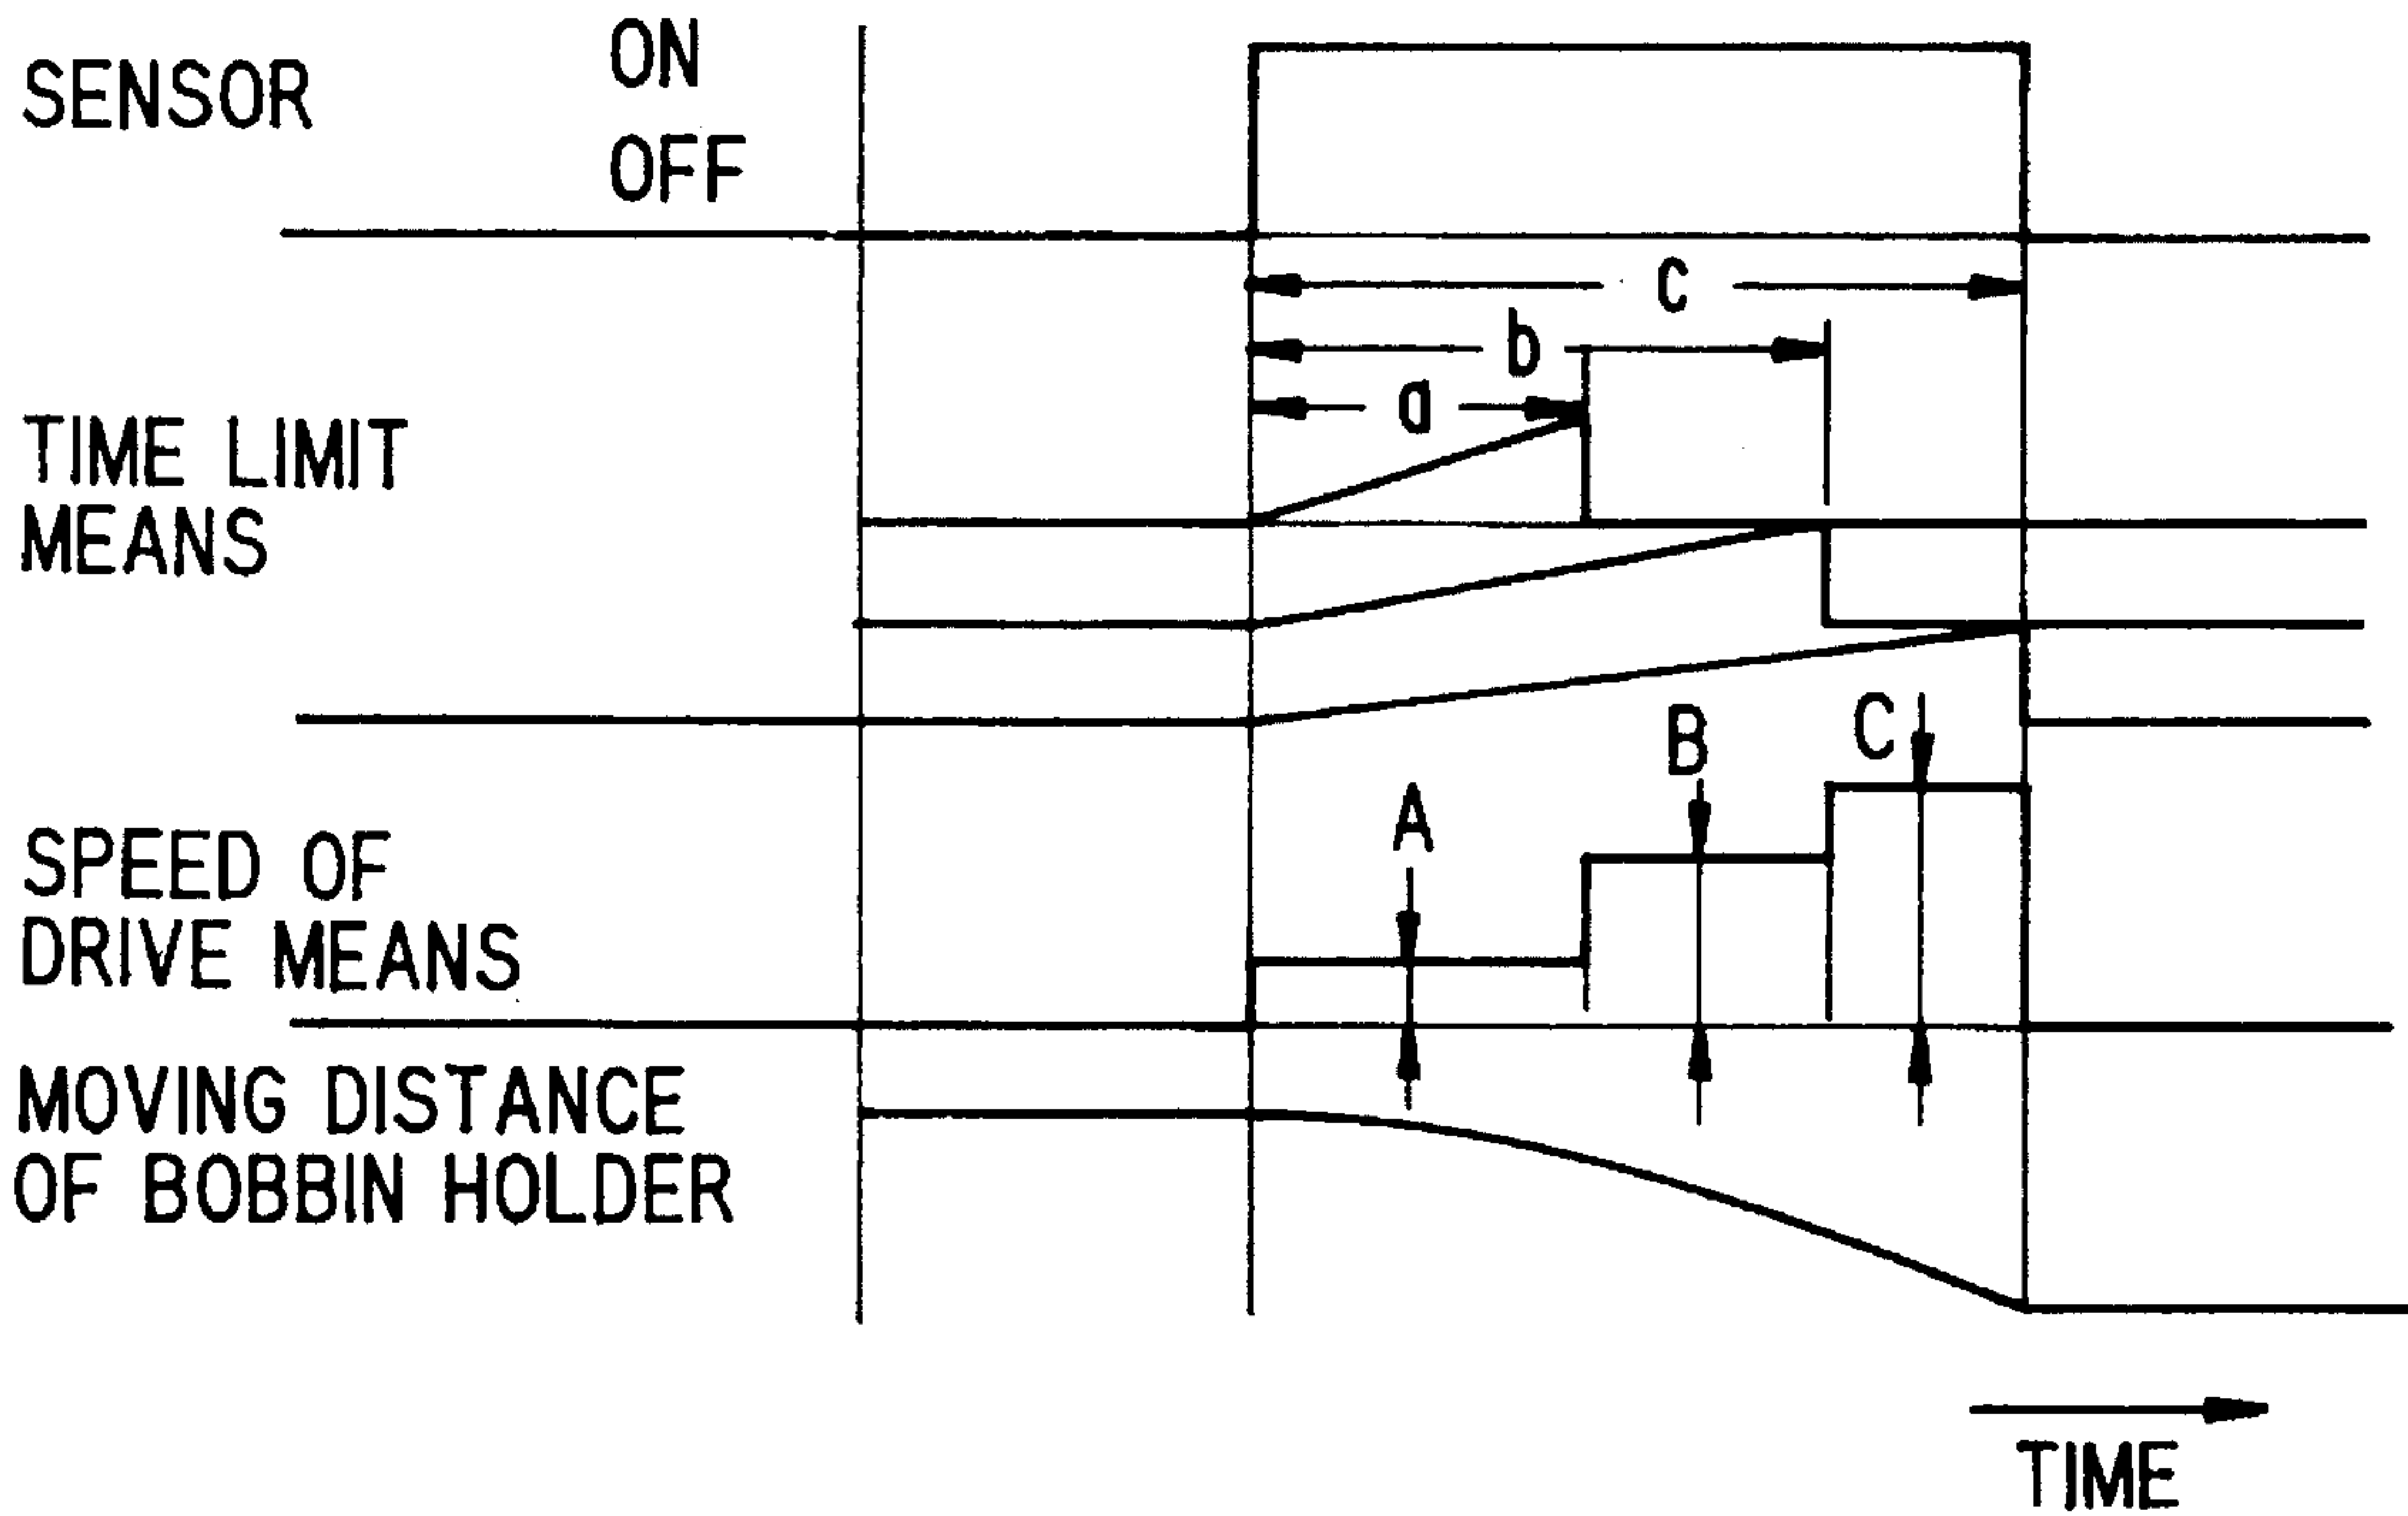 SENSOR
ON
OFF
c
b
a
TIME LIMIT
MEANS
A
B
C
SPEED OF
DRIVE MEANS
MOVING DISTANCE
OF BOBBIN HOLDER
TIME